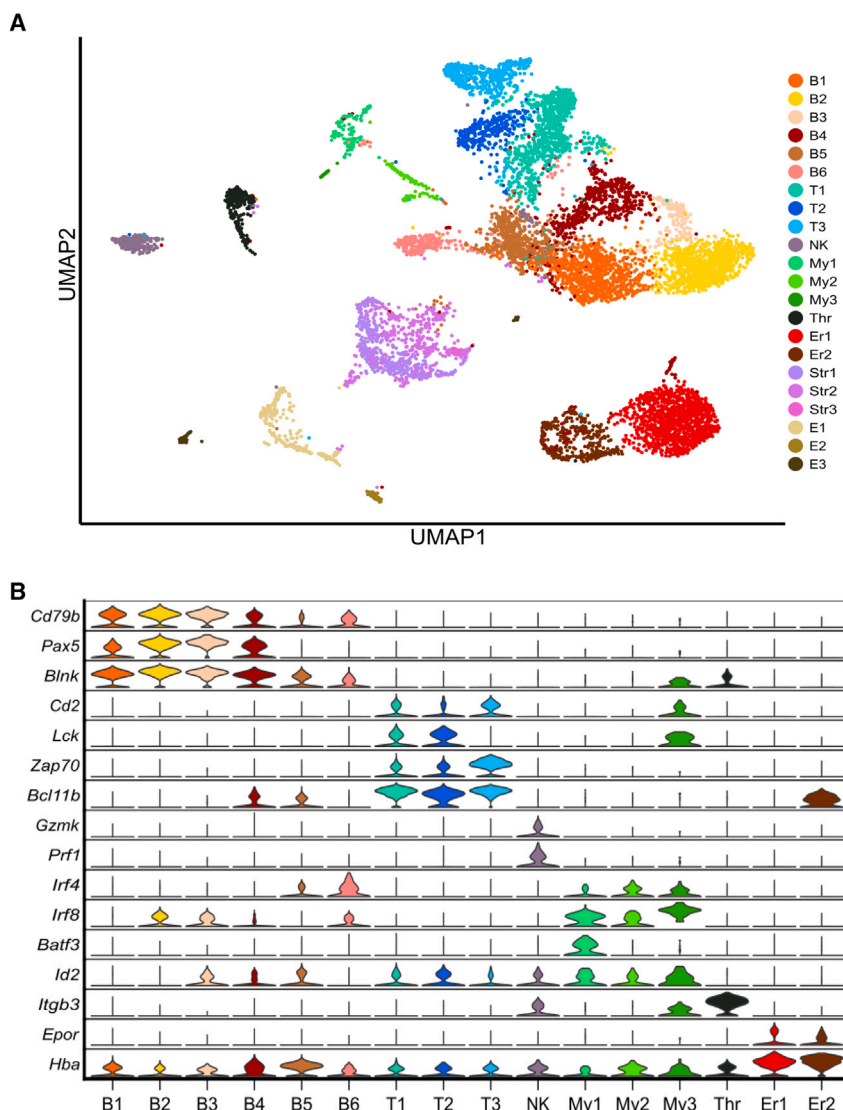 A
UMAP2
UMAP1
B1
B2
B3
B4
B5
B6
T1
T2
T3
NK
My1
My2
My3
Thr
Er1
Er2
Str1
Str2
Str3
E1
E2
E3
B
Cd79b
Pax5
Blnk
Cd2
Lck
Zap70
Bcl11b
Gzmk
Prf1
Irf4
Irf8
Batf3
Id2
Itgb3
Epor
Hba
B1 B2 B3 B4 B5 B6 T1 T2 T3 NK My1 My2 My3 Thr Er1 Er2